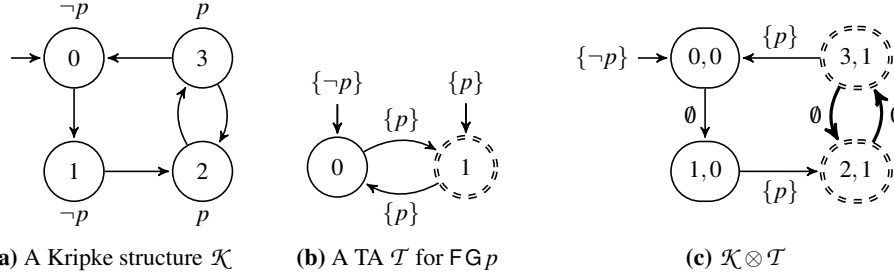 ¬p
0
p
3
1
¬p
2
p
a) A Kripke structure 𝒦
{¬p}
{p}
{p}
0
1
{p}
(b) A TA 𝒯 for F G p
{¬p}
0,0
{p}
3,1
∅
∅
1,0
{p}
2,1
(c) 𝒦 ⊗ 𝒯